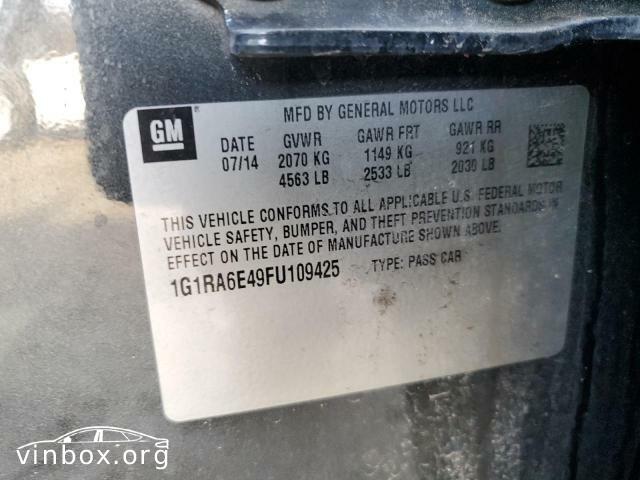 GM
MFD BY GENERAL MOTORS LLC
DATE GVWR GAWR FRT GAWR RR
07/14 2070 KG 1149 KG 921 KG
4563 LB 2533 LB 2030 LB
THIS VEHICLE CONFORMS TO ALL APPLICABLE U.S. FEDERAL MOTOR
VEHICLE SAFETY, BUMPER, AND THEFT PREVENTION STANDARDS IN
EFFECT ON THE DATE OF MANUFACTURE SHOWN ABOVE.
1G1RA6E49FU109425 TYPE: PASS CAR
vinbox.org